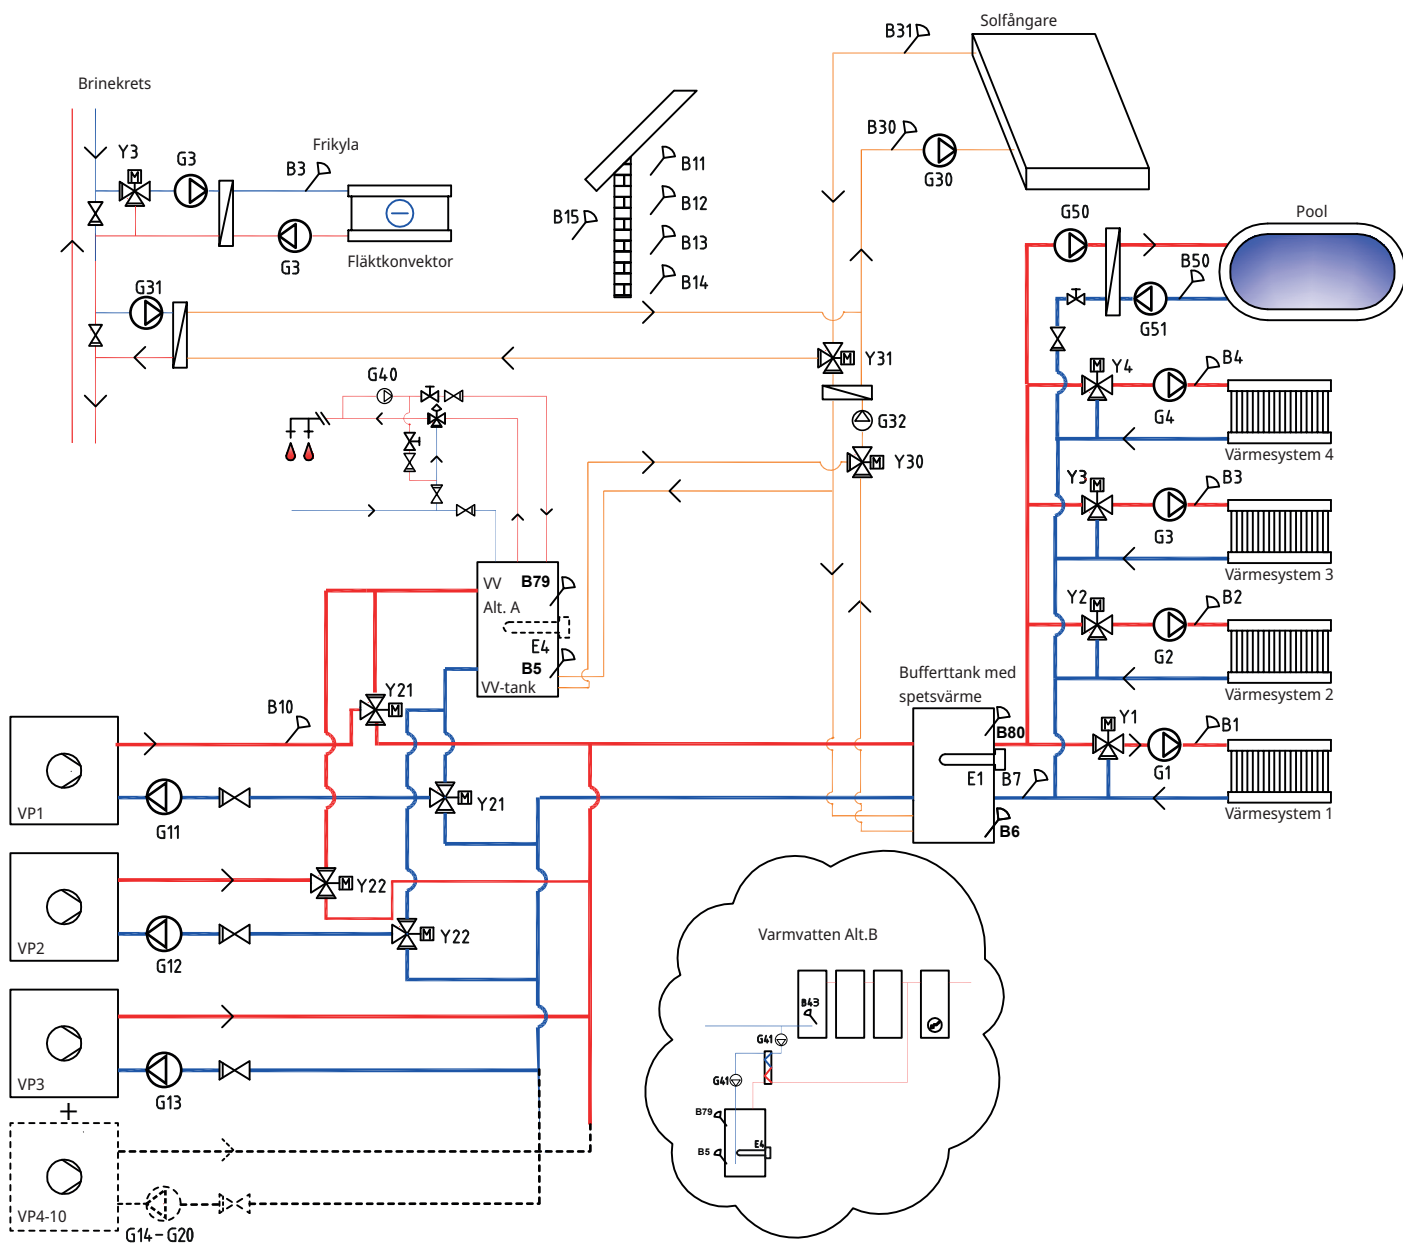 Solfångare
B31
Brinekrets
B30
G30
Y3
G3
B3
Frikyla
B11
B12
B15
B13
B14
G3
Fläktkonvektor
G50
Pool
B50
G51
G31
Y31
G40
G32
Y30
Y4
B4
G4
Värmesystem 4
Y3
B3
G3
Värmesystem 3
Y2
B2
G2
Värmesystem 2
VV
B79
Alt. A
E4
B5
VV-tank
Bufferttank med
spetsvärme
B80
E1
B7
B6
Y1
B1
G1
Värmesystem 1
Y21
B10
Y21
VP1
G11
Y22
Y22
VP2
G12
VP3
G13
+
VP4-10
G14-G20
Varmvatten Alt.B
B43
G41
G41
B79
E4
B5
M
M
M
M
M
M
M
M
M
M
M